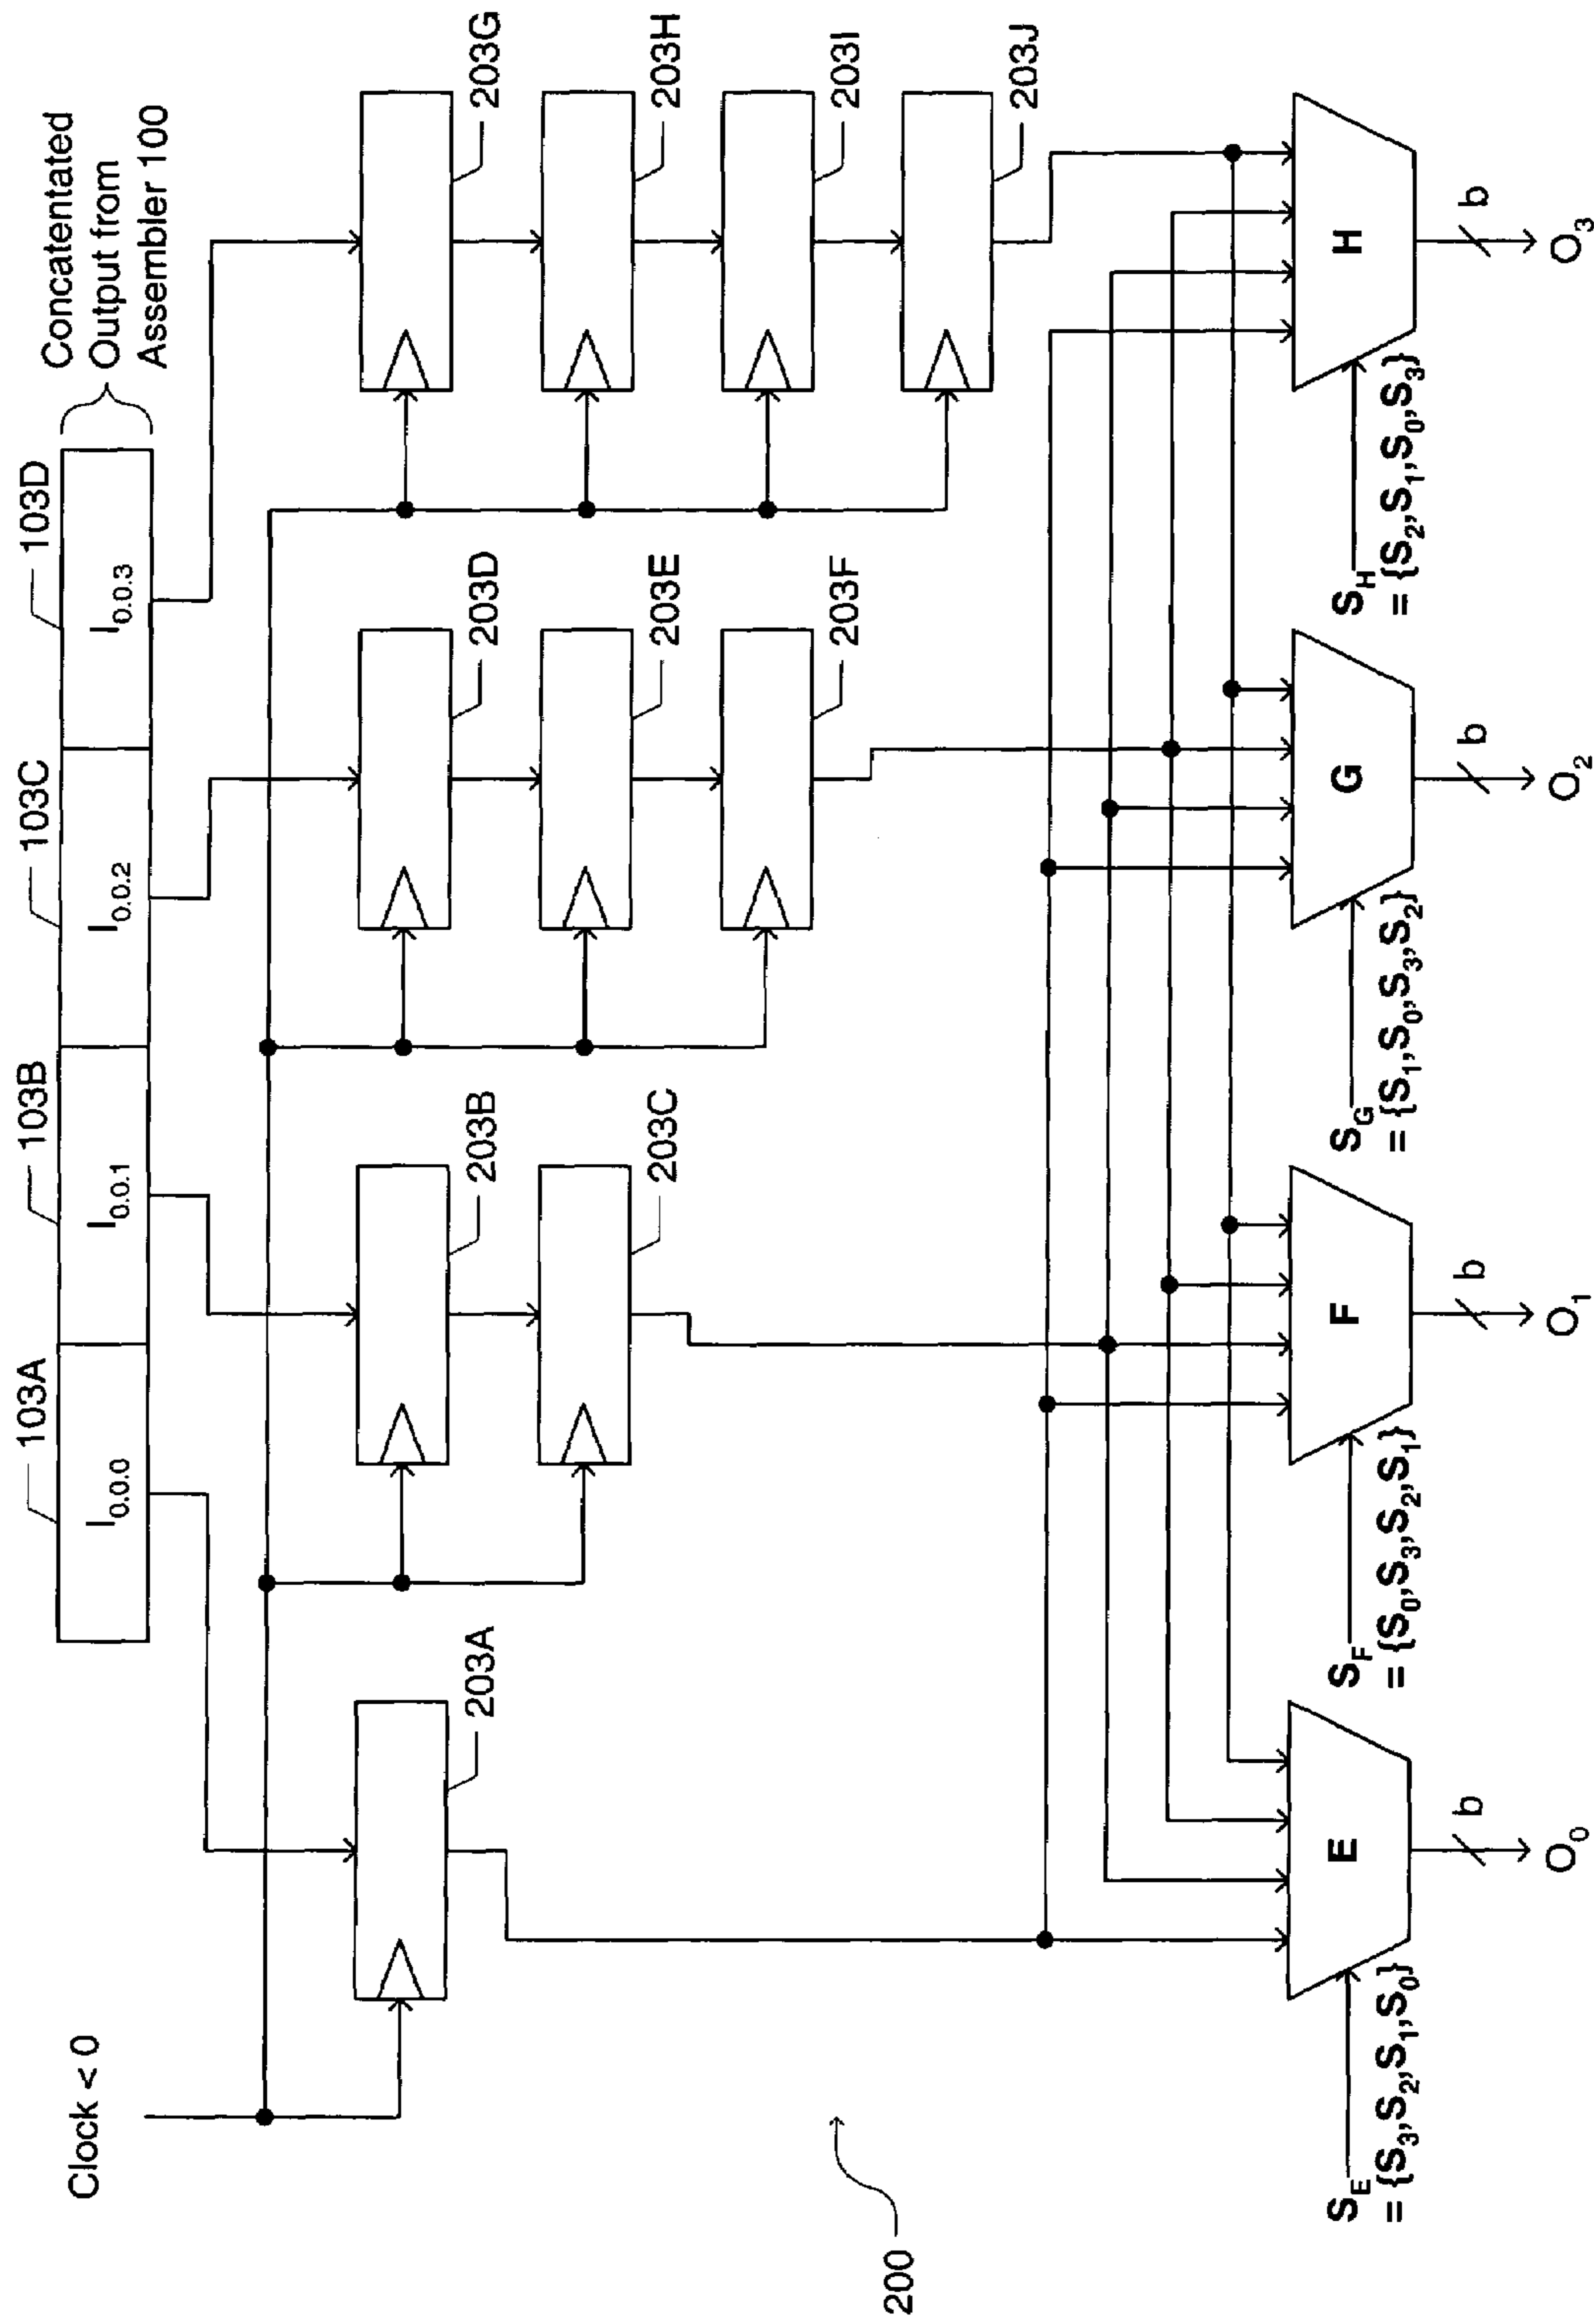 Concatentated
Output from
Assembler 100
103A
103B
103C
103D
I0.0.0
I0.0.1
I0.0.2
I0.0.3
Clock < 0
203A
203B
203C
203D
203E
203F
203G
203H
203I
203J
200
E
F
G
H
SE
= {S3,S2,S1,S0}
SF
= {S0,S3,S2,S1}
SG
= {S1,S0,S3,S2}
SH
= {S2,S1,S0,S3}
b
b
b
b
O0
O1
O2
O3